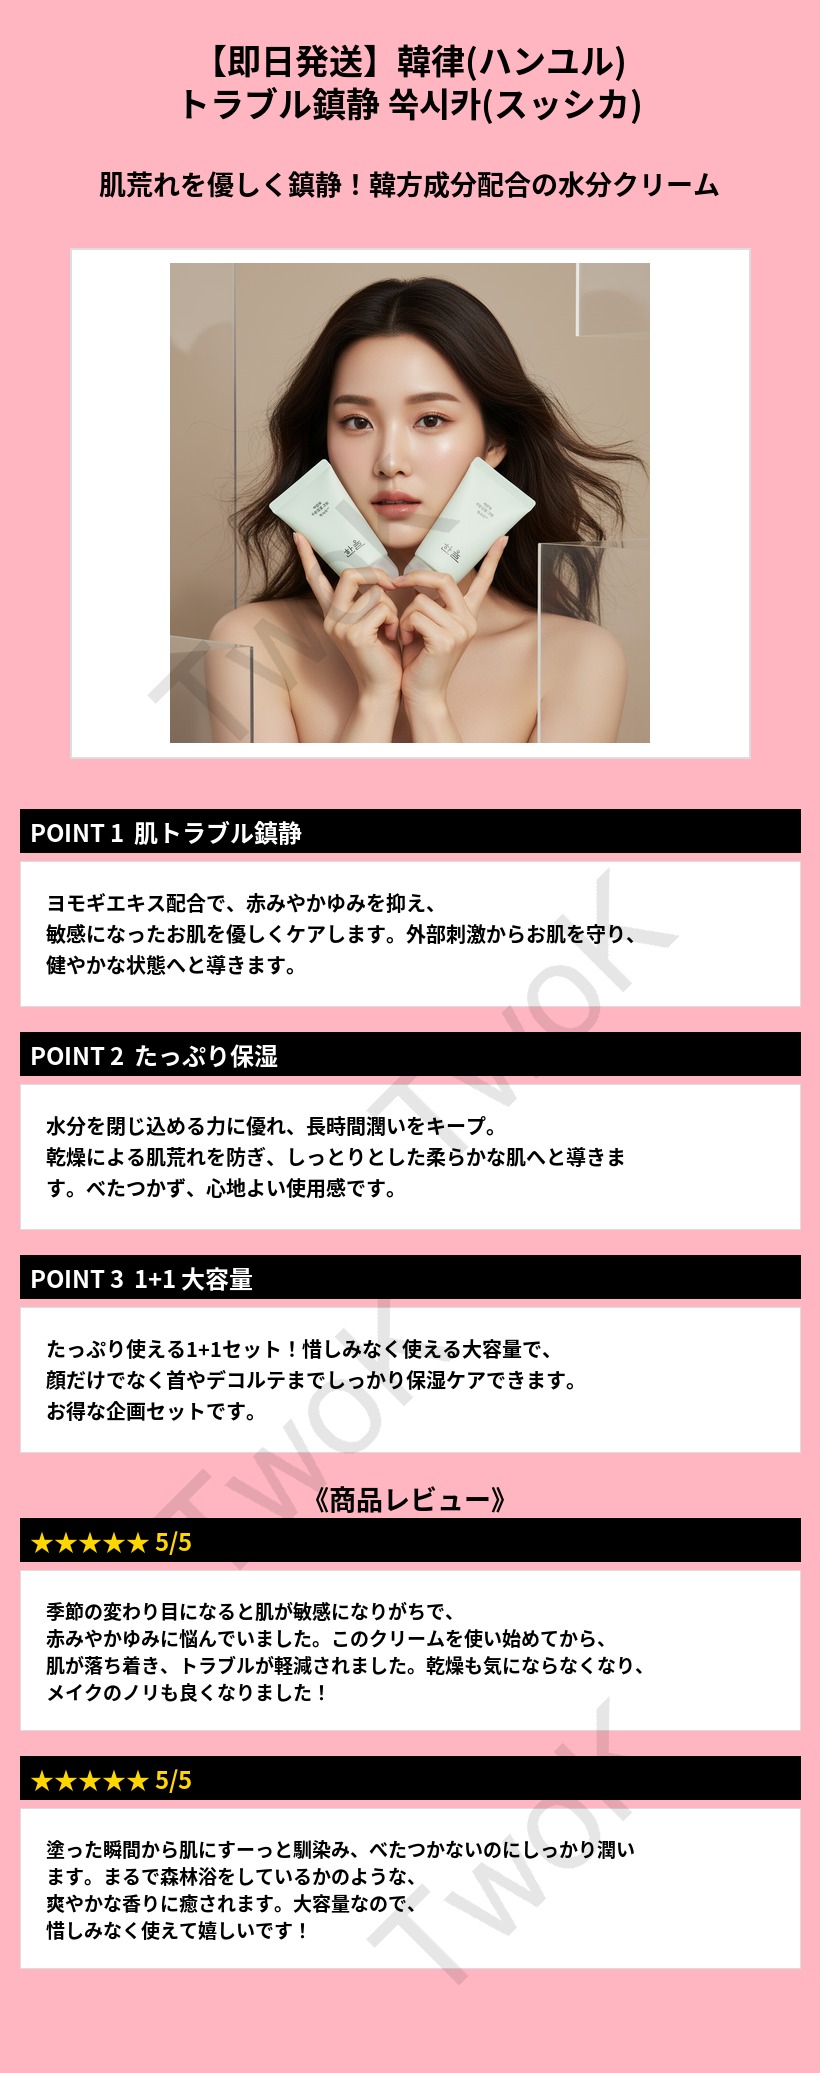 【即日発送】韓律(ハンユル)
トラブル鎮静 쑥시카(スッシカ)
肌荒れを優しく鎮静！韓方成分配合の水分クリーム
한율
한율
TwoK
POINT 1 肌トラブル鎮静
ヨモギエキス配合で、赤みやかゆみを抑え、
敏感になったお肌を優しくケアします。外部刺激からお肌を守り、
健やかな状態へと導きます。
TwoK
POINT 2 たっぷり保湿
水分を閉じ込める力に優れ、長時間潤いをキープ。
乾燥による肌荒れを防ぎ、しっとりとした柔らかな肌へと導きま
す。べたつかず、心地よい使用感です。
POINT 3 1+1 大容量
たっぷり使える1+1セット！惜しみなく使える大容量で、
顔だけでなく首やデコルテまでしっかり保湿ケアできます。
お得な企画セットです。
TwoK
《商品レビュー》
★★★★★ 5/5
季節の変わり目になると肌が敏感になりがちで、
赤みやかゆみに悩んでいました。このクリームを使い始めてから、
肌が落ち着き、トラブルが軽減されました。乾燥も気にならなくなり、
メイクのノリも良くなりました！
★★★★★ 5/5
塗った瞬間から肌にすーっと馴染み、べたつかないのにしっかり潤い
ます。まるで森林浴をしているかのような、
爽やかな香りに癒されます。大容量なので、
惜しみなく使えて嬉しいです！
TwoK